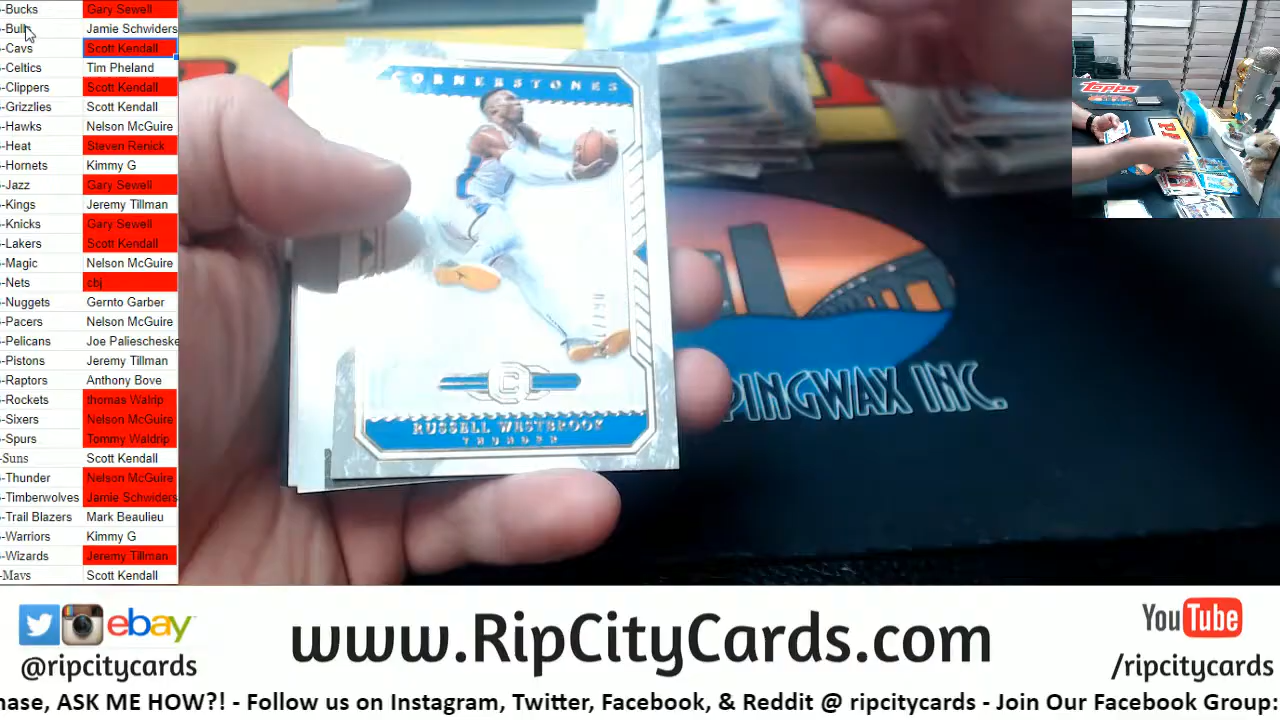 -Bucks Gary Sewell
-Bulls Jamie Schwiders
-Cavs Scott Kendall
-Celtics Tim Pheland
-Clippers Scott Kendall
-Grizzlies Scott Kendall
-Hawks Nelson McGuire
-Heat Steven Renick
-Hornets Kimmy G
-Jazz Gary Sewell
-Kings Jeremy Tillman
-Knicks Gary Sewell
-Lakers Scott Kendall
-Magic Nelson McGuire
-Nets cbj
-Nuggets Gernto Garber
-Pacers Nelson McGuire
-Pelicans Joe Paliescheske
-Pistons Jeremy Tillman
-Raptors Anthony Bove
-Rockets thomas Walrip
-Sixers Nelson McGuire
-Spurs Tommy Waldrip
-Suns Scott Kendall
-Thunder Nelson McGuire
-Timberwolves Jamie Schwiders
-Trail Blazers Mark Beaulieu
-Warriors Kimmy G
-Wizards Jeremy Tillman
-Mavs Scott Kendall
CORNERSTONES
C
RUSSELL WESTBROOK
THUNDER
PINGWAX INC.
Topps
ebay
@ripcitycards
www.RipCityCards.com
YouTube
/ripcitycards
hase, ASK ME HOW?! - Follow us on Instagram, Twitter, Facebook, & Reddit @ ripcitycards - Join Our Facebook Group: